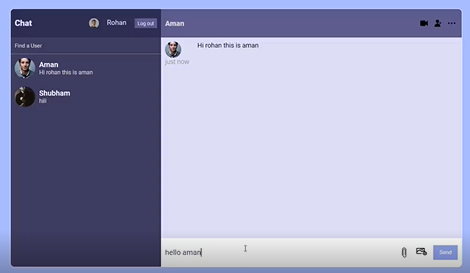 Chat
Rohan
Log out
Aman
Find a User
Aman
Hi rohan this is aman
Shubham
hiii
Hi rohan this is aman
just now
hello aman
Send